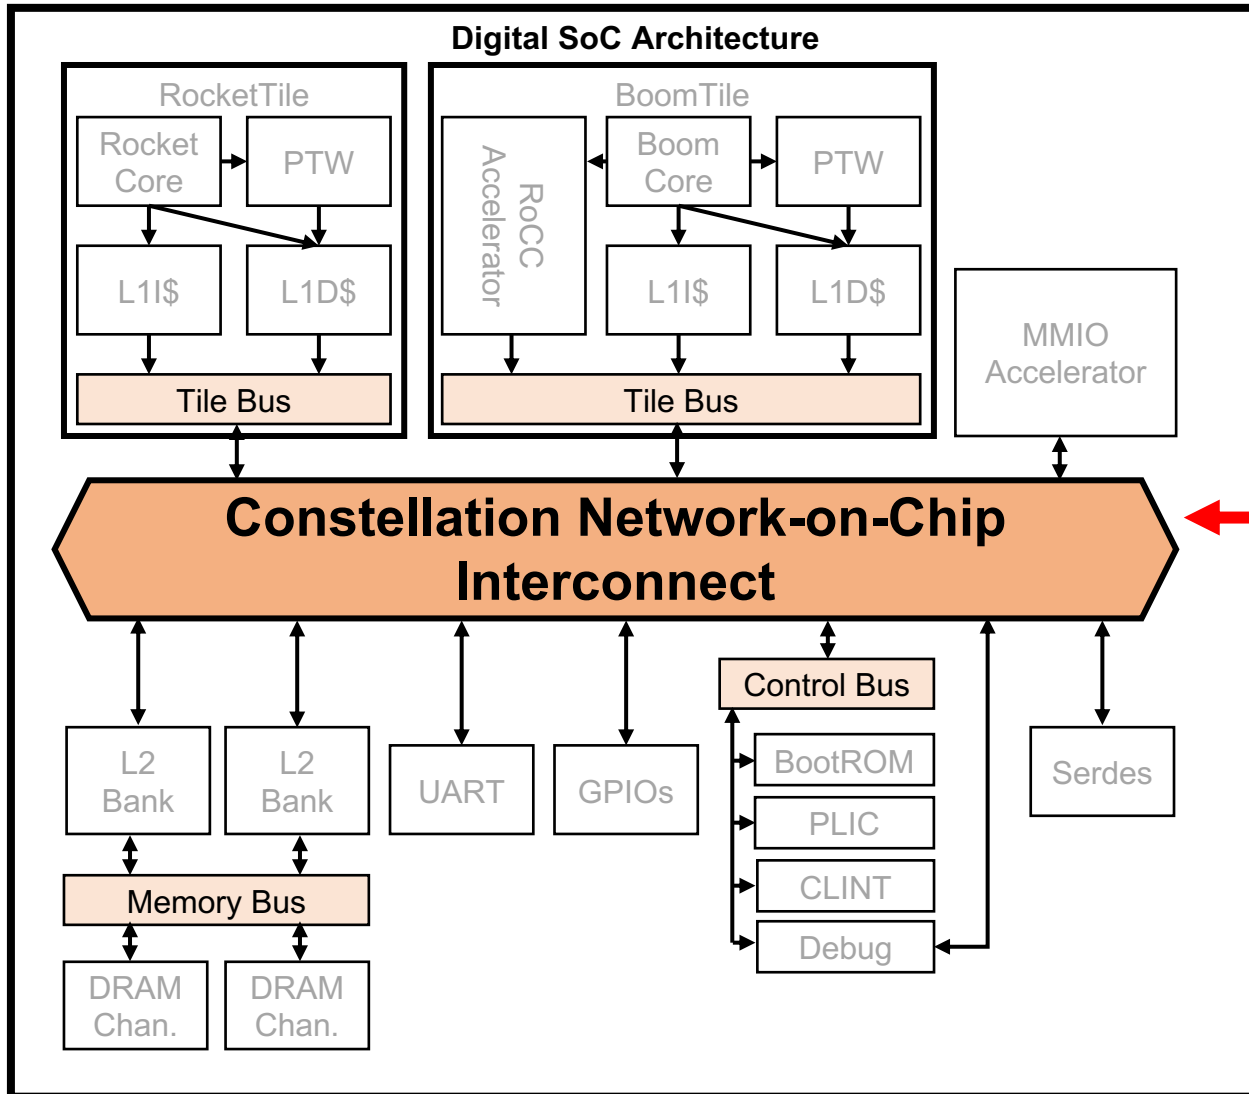 Digital SoC Architecture
RocketTile
Rocket
Core
PTW
L1I$
L1D$
Tile Bus
BoomTile
RoCC
Accelerator
Boom
Core
PTW
L1I$
L1D$
Tile Bus
MMIO
Accelerator
Constellation Network-on-Chip
Interconnect
L2
Bank
L2
Bank
UART
GPIOs
Control Bus
BootROM
PLIC
CLINT
Debug
Serdes
Memory Bus
DRAM
Chan.
DRAM
Chan.